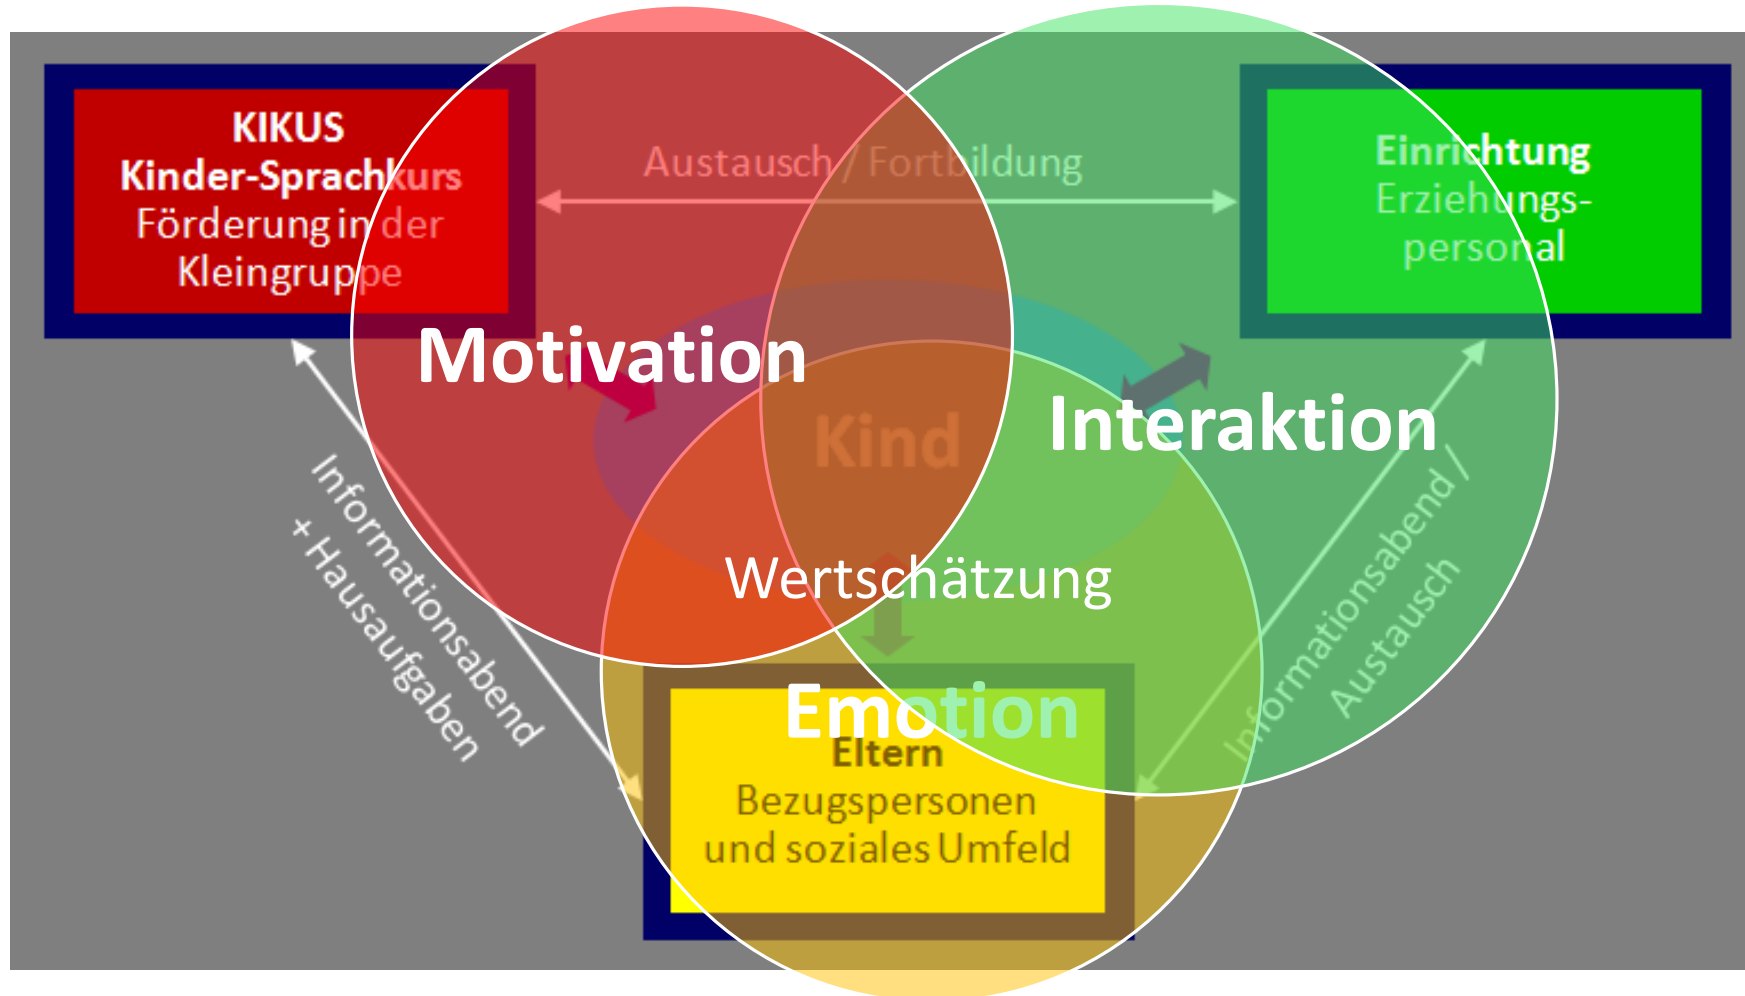 KIKUS
Kinder-Sprachkurs
Förderung in der
Kleingruppe
Austausch / Fortbildung
Einrichtung
Erziehungs-
personal
Motivation
Interaktion
Kind
Informationsabend
+ Hausaufgaben
Wertschätzung
Informationsabend /
Austausch
Emotion
Eltern
Bezugspersonen
und soziales Umfeld